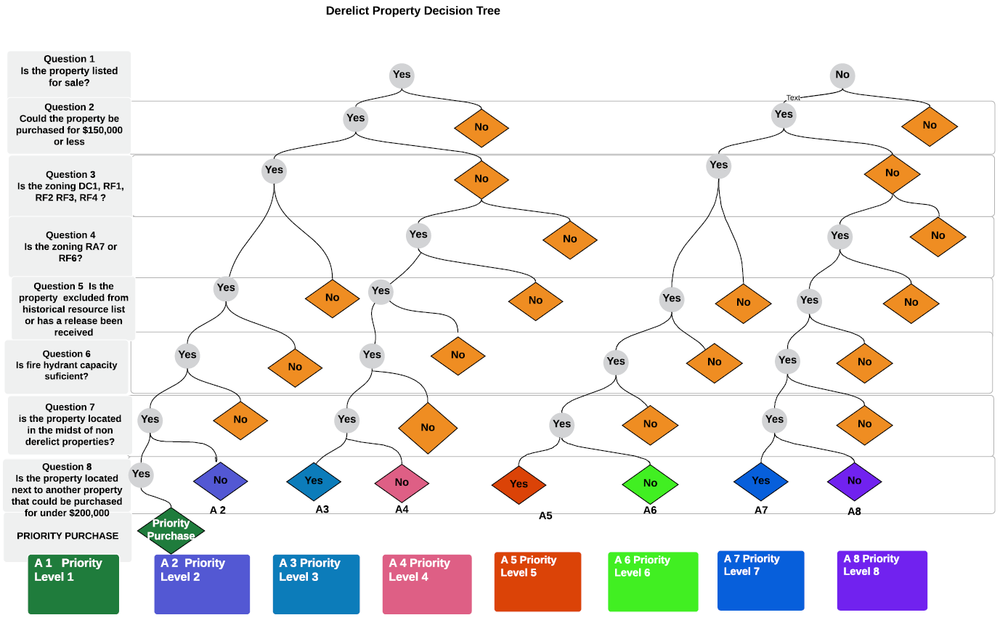 Derelict Property Decision Tree
Question 1
Is the property listed
for sale?
Yes
No
Text
Question 2
Could the property be
purchased for $150,000
or less
Yes
No
Yes
No
Question 3
Is the zoning DC1, RF1,
RF2 RF3, RF4 ?
Yes
No
Yes
No
Question 4
Is the zoning RA7 or
RF6?
Yes
No
Yes
No
Question 5  Is the
property  excluded from
historical resource list
or has a release been
received
Yes
No
Yes
No
Yes
No
Yes
No
Question 6
Is fire hydrant capacity
suficient?
Yes
No
Yes
No
Yes
No
Yes
No
Question 7
is the property located
in the midst of non
derelict properties?
Yes
No
Yes
No
Yes
No
Yes
No
Question 8
Is the property located
next to another property
that could be purchased
for under $200,000
Yes
No
Yes
No
Yes
No
Yes
No
A 2
A3
A4
A5
A6
A7
A8
PRIORITY PURCHASE
Priority
Purchase
A 1   Priority
Level 1
A 2  Priority
Level 2
A 3 Priority
Level 3
A 4 Priority
Level 4
A 5 Priority
Level 5
A 6 Priority
Level 6
A 7 Priority
Level 7
A 8 Priority
Level 8